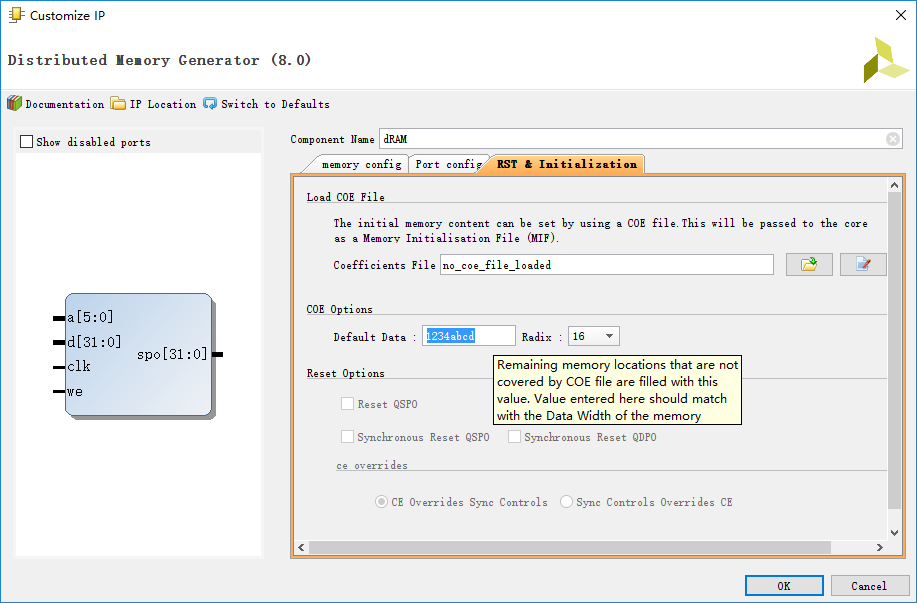 Customize IP
Distributed Memory Generator (8.0)
Documentation IP Location Switch to Defaults
Show disabled ports
a[5:0]
d[31:0]
spo[31:0]
clk
we
Component Name dRAM
memory config Port config RST & Initialization
Load COE File
The initial memory content can be set by using a COE file.This will be passed to the core
as a Memory Initialisation File (MIF).
Coefficients File no_coe_file_loaded
COE Options
Default Data : 1234abcd Radix : 16
Remaining memory locations that are not
covered by COE file are filled with this
value. Value entered here should match
with the Data Width of the memory
Reset Options
Reset QSPO
Synchronous Reset QSPO Synchronous Reset QDPO
ce overrides
CE Overrides Sync Controls Sync Controls Overrides CE
OK Cancel